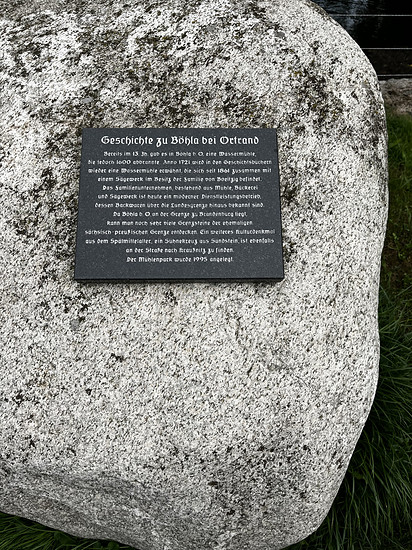 Geschichte zu Böhla bei Ortrand
Bereits im 13. Jh. gab es in Böhla b. O. eine Wassermühle,
die jedoch 1600 abbrannte. Anno 1721 wird in den Geschichtsbüchern
wieder eine Wassermühle erwähnt, die sich seit 1861 zusammen mit
einem Sägewerk im Besitz der Familie von
befindet.
Das Familienunternehmen, bestehend aus Mühle, Bäckerei
und Sägewerk ist heute ein moderner Dienstleistungsbetrieb,
dessen Backwaren über die Landesgrenze hinaus bekannt sind.
Da Böhla b. O. an der Grenze zu Brandenburg liegt,
kann man noch sehr viele Grenzsteine der ehemaligen
sächsisch-preußischen Grenze entdecken. Ein weiteres Kulturdenkmal
aus dem Spätmittelalter, ein Sühnekreuz aus Sandstein, ist ebenfalls
an der Straße nach Kraußnitz zu finden.
Der Mühlenpark wurde 1995 angelegt.